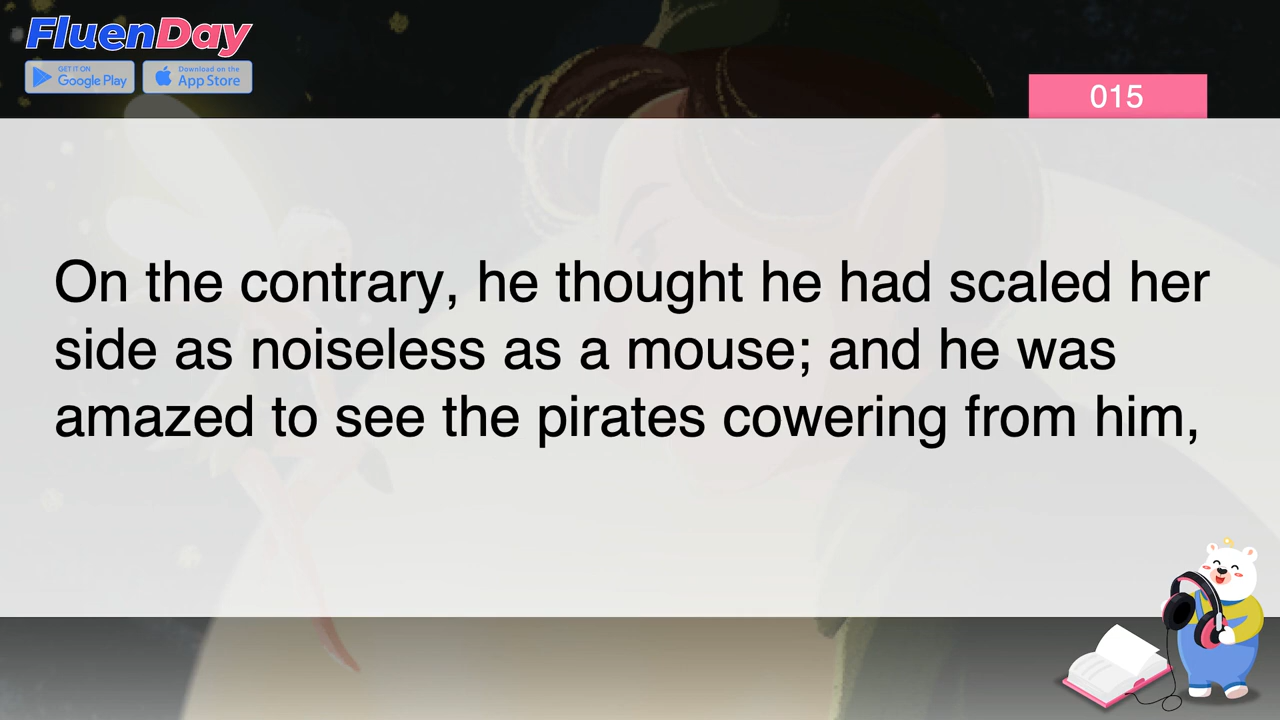 FluenDay
GET IT ON
Google Play
Download on the
App Store
015
On the contrary, he thought he had scaled her
side as noiseless as a mouse; and he was
amazed to see the pirates cowering from him,